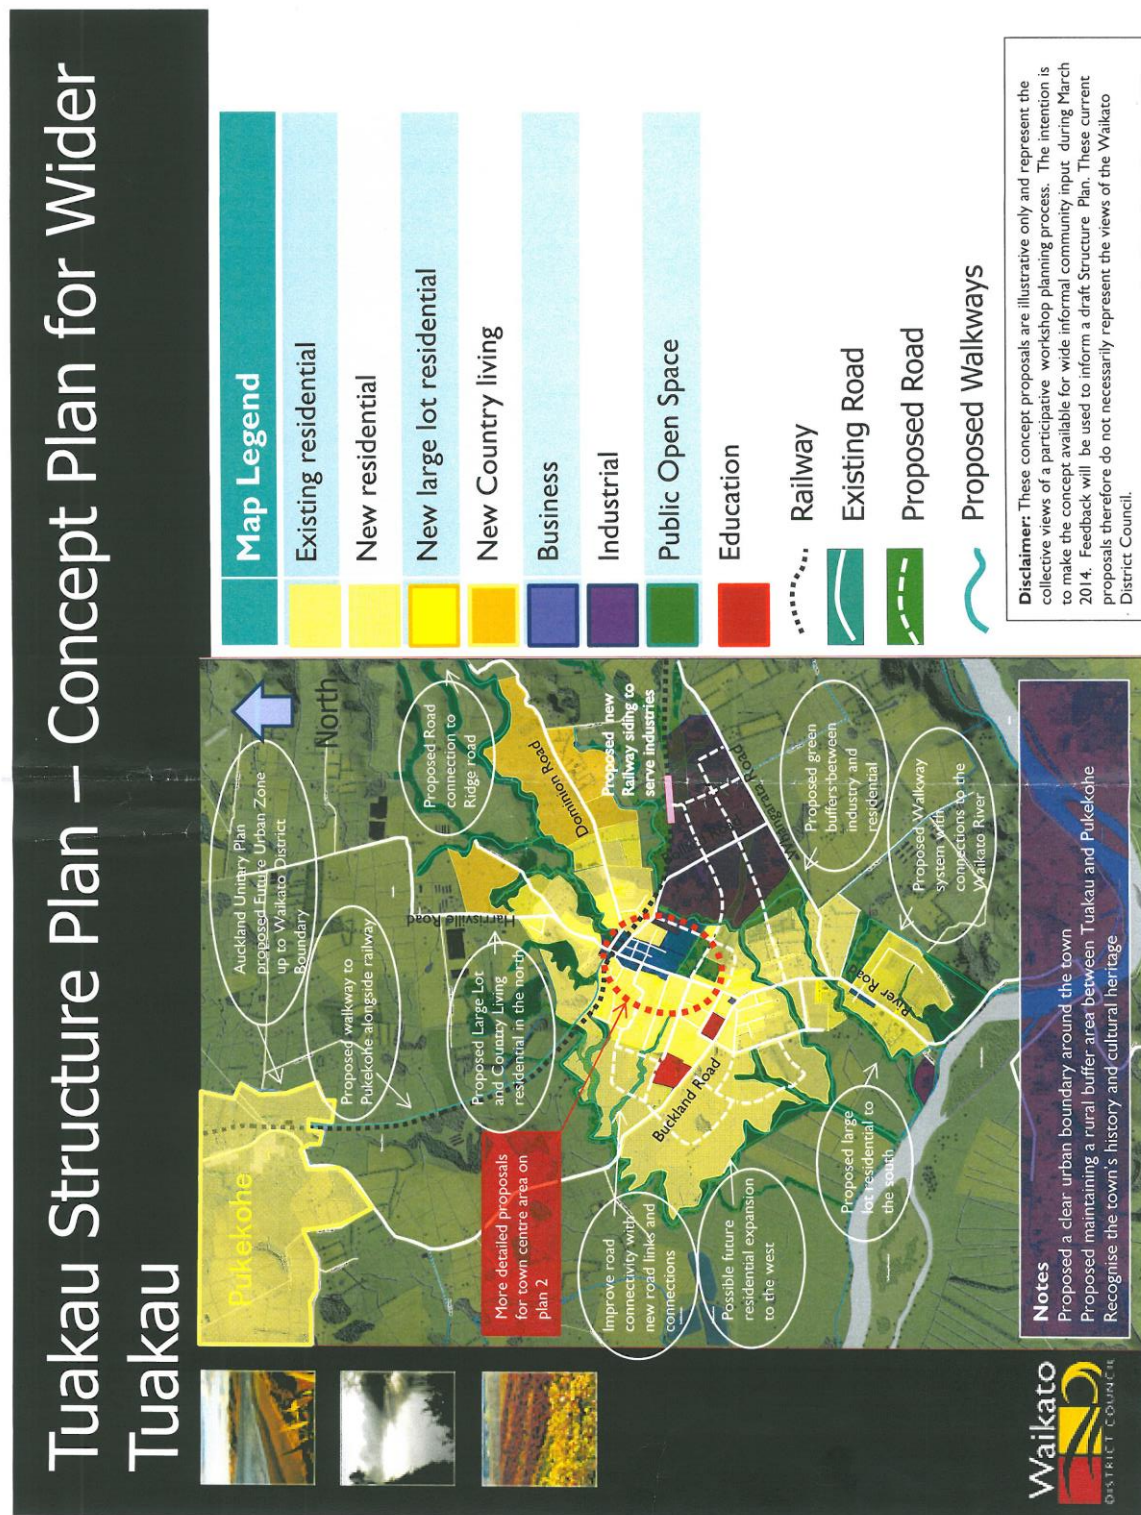 Tuakau Structure Plan – Concept Plan for Wider
Tuakau
Pukekohe
Auckland Unitery Plan
proposed Future Urban Zone
up to Waikato District
Boundary
North
Proposed walkway to
Pukekohe alongside railway
Harrisville Road
Proposed Road
connection to
Ridge road
Proposed Large Lot
and Country Living
residential in the north
Dominion Road
More detailed proposals
for town centre area on
plan 2
Proposed new
Railway siding to
serve industries
Improve road
connectivity with
new road links and
connections
Buckland Road
Road
Whangarata Road
Possible future
residential expansion
to the west
Proposed green
buffers between
industry and
residential
Proposed large
lot residential to
the south
River Road
Proposed Walkway
system with
connections to the
Waikato River
Notes
Proposed a clear urban boundary around the town
Proposed maintaining a rural buffer area between Tuakau and Pukekohe
Recognise the town's history and cultural heritage
Waikato
DISTRICT COUNCIL
Map Legend
Existing residential
New residential
New large lot residential
New Country living
Business
Industrial
Public Open Space
Education
Railway
Existing Road
Proposed Road
Proposed Walkways
Disclaimer: These concept proposals are illustrative only and represent the
collective views of a participative workshop planning process. The intention is
to make the concept available for wide informal community input during March
2014. Feedback will be used to inform a draft Structure Plan. These current
proposals therefore do not necessarily represent the views of the Waikato
District Council.